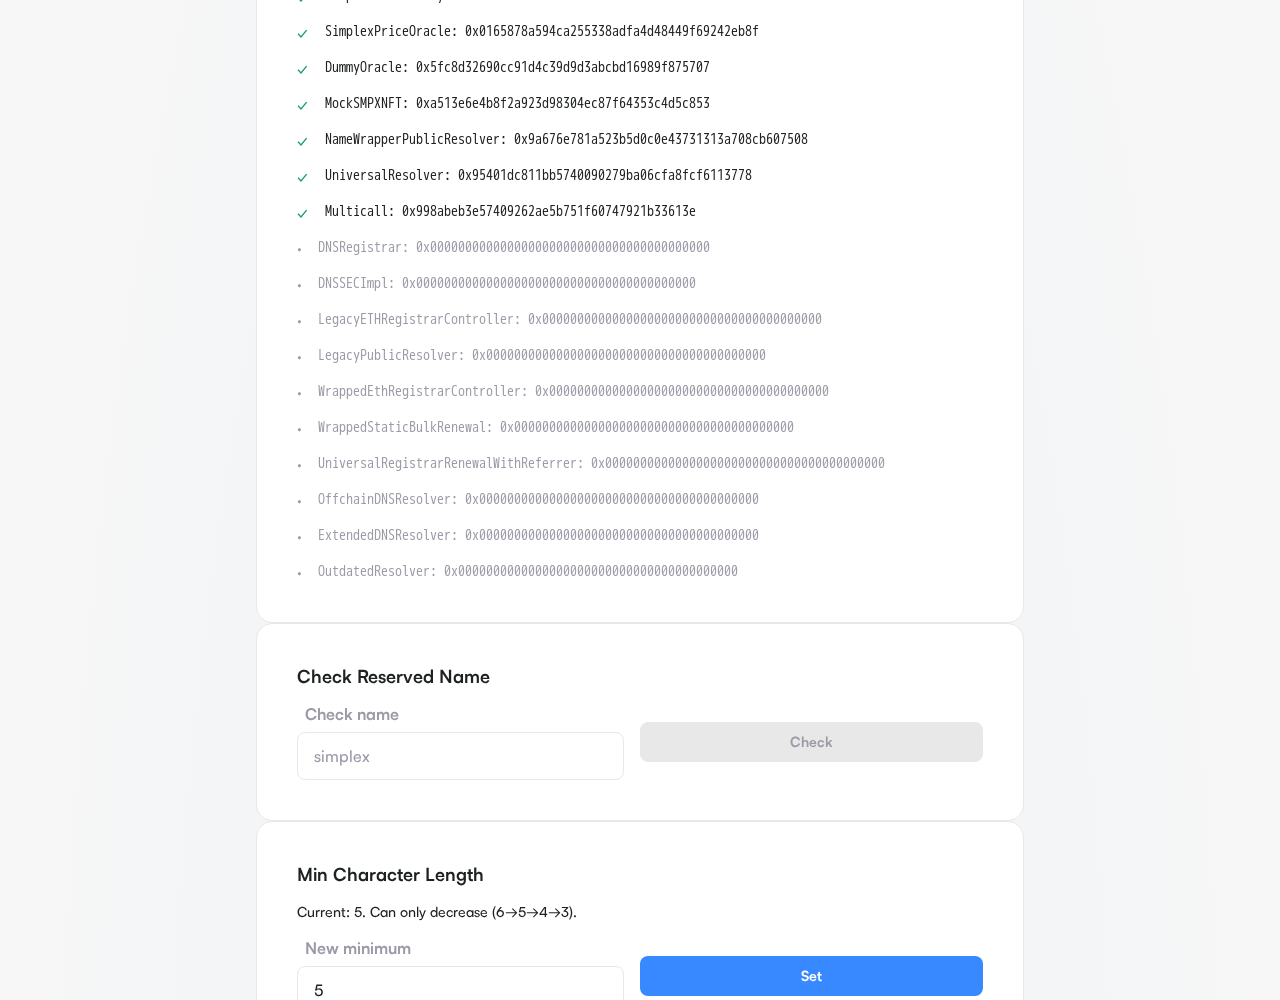 SimplexPriceOracle: 0x0165878a594ca255338adfa4d48449f69242eb8f
DummyOracle: 0x5fc8d32690cc91d4c39d9d3abcbd16989f875707
MockSMPXNFT: 0xa513e6e4b8f2a923d98304ec87f64353c4d5c853
NameWrapperPublicResolver: 0x9a676e781a523b5d0c0e43731313a708cb607508
UniversalResolver: 0x95401dc811bb5740090279ba06cfa8fcf6113778
Multicall: 0x998abeb3e57409262ae5b751f60747921b33613e
DNSRegistrar: 0x0000000000000000000000000000000000000000
DNSSECImpl: 0x0000000000000000000000000000000000000000
LegacyETHRegistrarController: 0x0000000000000000000000000000000000000000
LegacyPublicResolver: 0x0000000000000000000000000000000000000000
WrappedEthRegistrarController: 0x0000000000000000000000000000000000000000
WrappedStaticBulkRenewal: 0x0000000000000000000000000000000000000000
UniversalRegistrarRenewalWithReferrer: 0x0000000000000000000000000000000000000000
OffchainDNSResolver: 0x0000000000000000000000000000000000000000
ExtendedDNSResolver: 0x0000000000000000000000000000000000000000
OutdatedResolver: 0x0000000000000000000000000000000000000000
Check Reserved Name
Check name
simplex
Check
Min Character Length
Current: 5. Can only decrease (6→5→4→3).
New minimum
5
Set